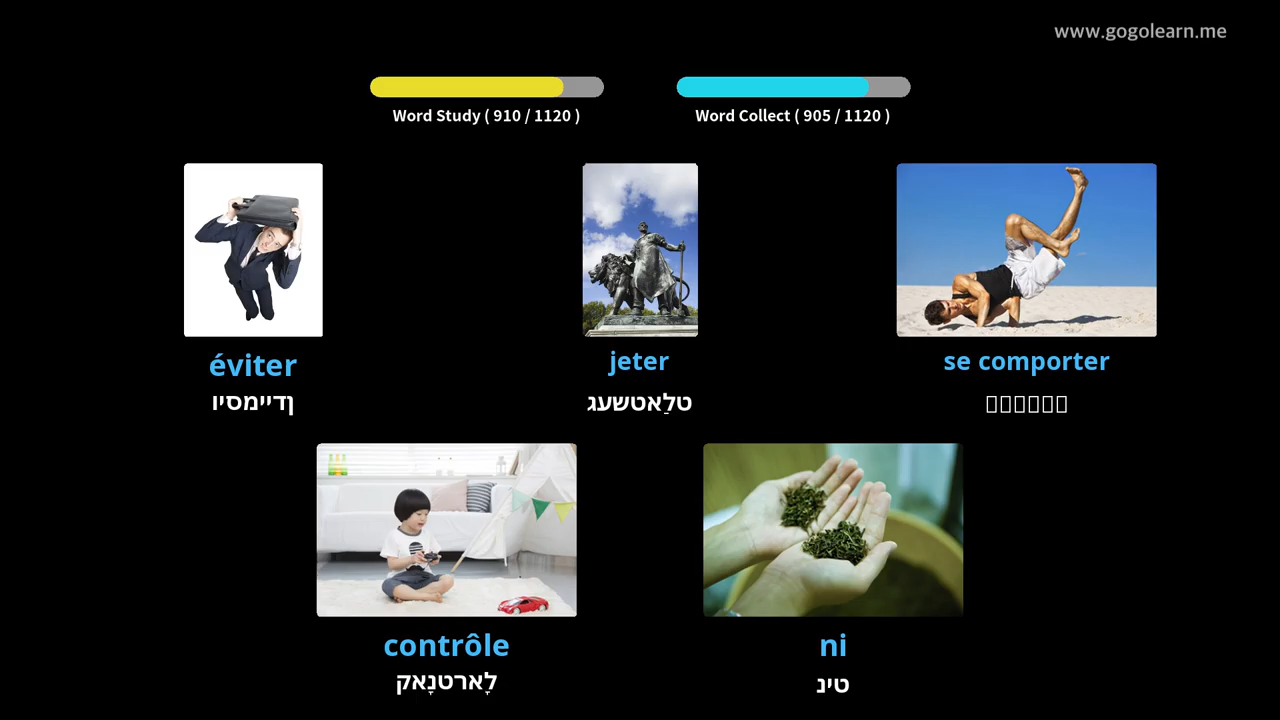 www.gogolearn.me
Word Study ( 910 / 1120 )
Word Collect ( 905 / 1120 )
éviter
jeter
se comporter
ןדיימסיו
טלַאטשעג
contrôle
ni
לָארטנָאק
טינ